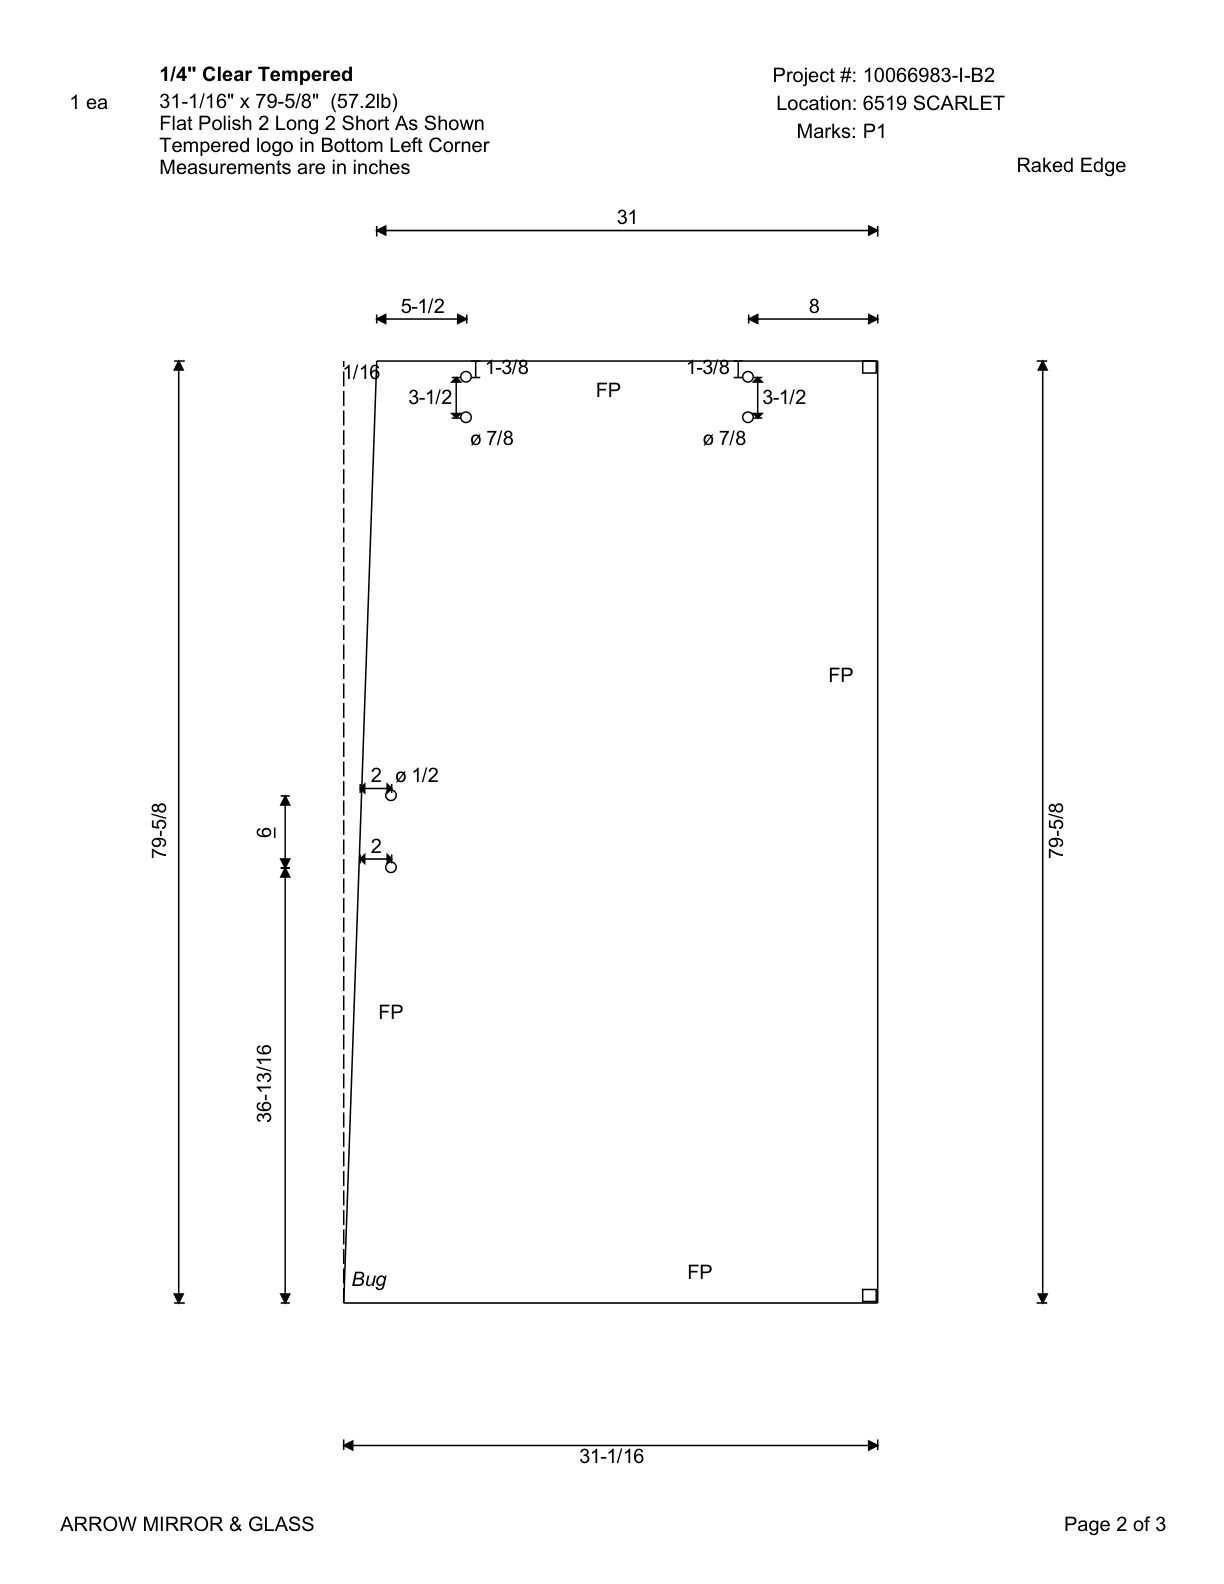 1/4" Clear Tempered
Project #: 10066983-I-B2
1 ea
31-1/16" x 79-5/8" (57.2lb)
Location: 6519 SCARLET
Flat Polish 2 Long 2 Short As Shown
Marks: P1
Tempered logo in Bottom Left Corner
Measurements are in inches
Raked Edge
31
5-1/2
8
1/16
1-3/8
1-3/8
3-1/2
FP
3-1/2
ø 7/8
ø 7/8
FP
2
ø 1/2
6
79-5/8
79-5/8
2
FP
36-13/16
Bug
FP
31-1/16
ARROW MIRROR & GLASS
Page 2 of 3